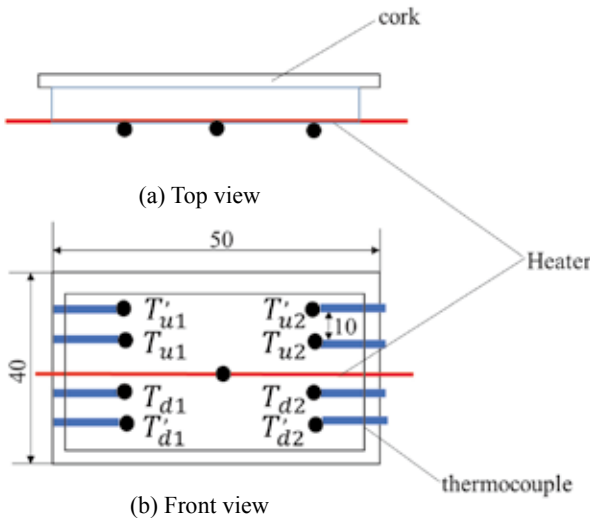 cork
(a) Top view
50
Heater
T'u1 T'u2
10
Tu1 Tu2
40
Td1 Td2
T'd1 T'd2
thermocouple
(b) Front view